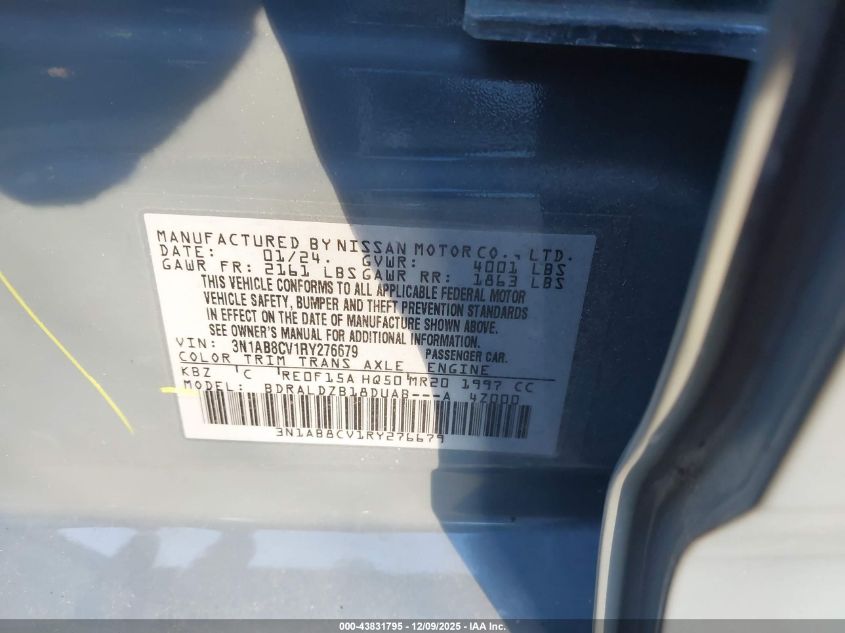 MANUFACTURED BY NISSAN MOTOR CO., LTD.
DATE: 01/24. GVWR: 4001 LBS
GAWR FR: 2161 LBS GAWR RR: 1863 LBS
THIS VEHICLE CONFORMS TO ALL APPLICABLE FEDERAL MOTOR
VEHICLE SAFETY, BUMPER AND THEFT PREVENTION STANDARDS
IN EFFECT ON THE DATE OF MANUFACTURE SHOWN ABOVE.
SEE OWNER'S MANUAL FOR ADDITIONAL INFORMATION.
VIN: 3N1AB8CV1RY276679 PASSENGER CAR.
COLOR TRIM TRANS AXLE ENGINE
KBZ C RE0F15A HQ50 MR20 1997 CC
MODEL: BDRALDZB18DUAB---A 4Z000
3N1AB8CV1RY276679
000-43831795 - 12/09/2025 - IAA Inc.